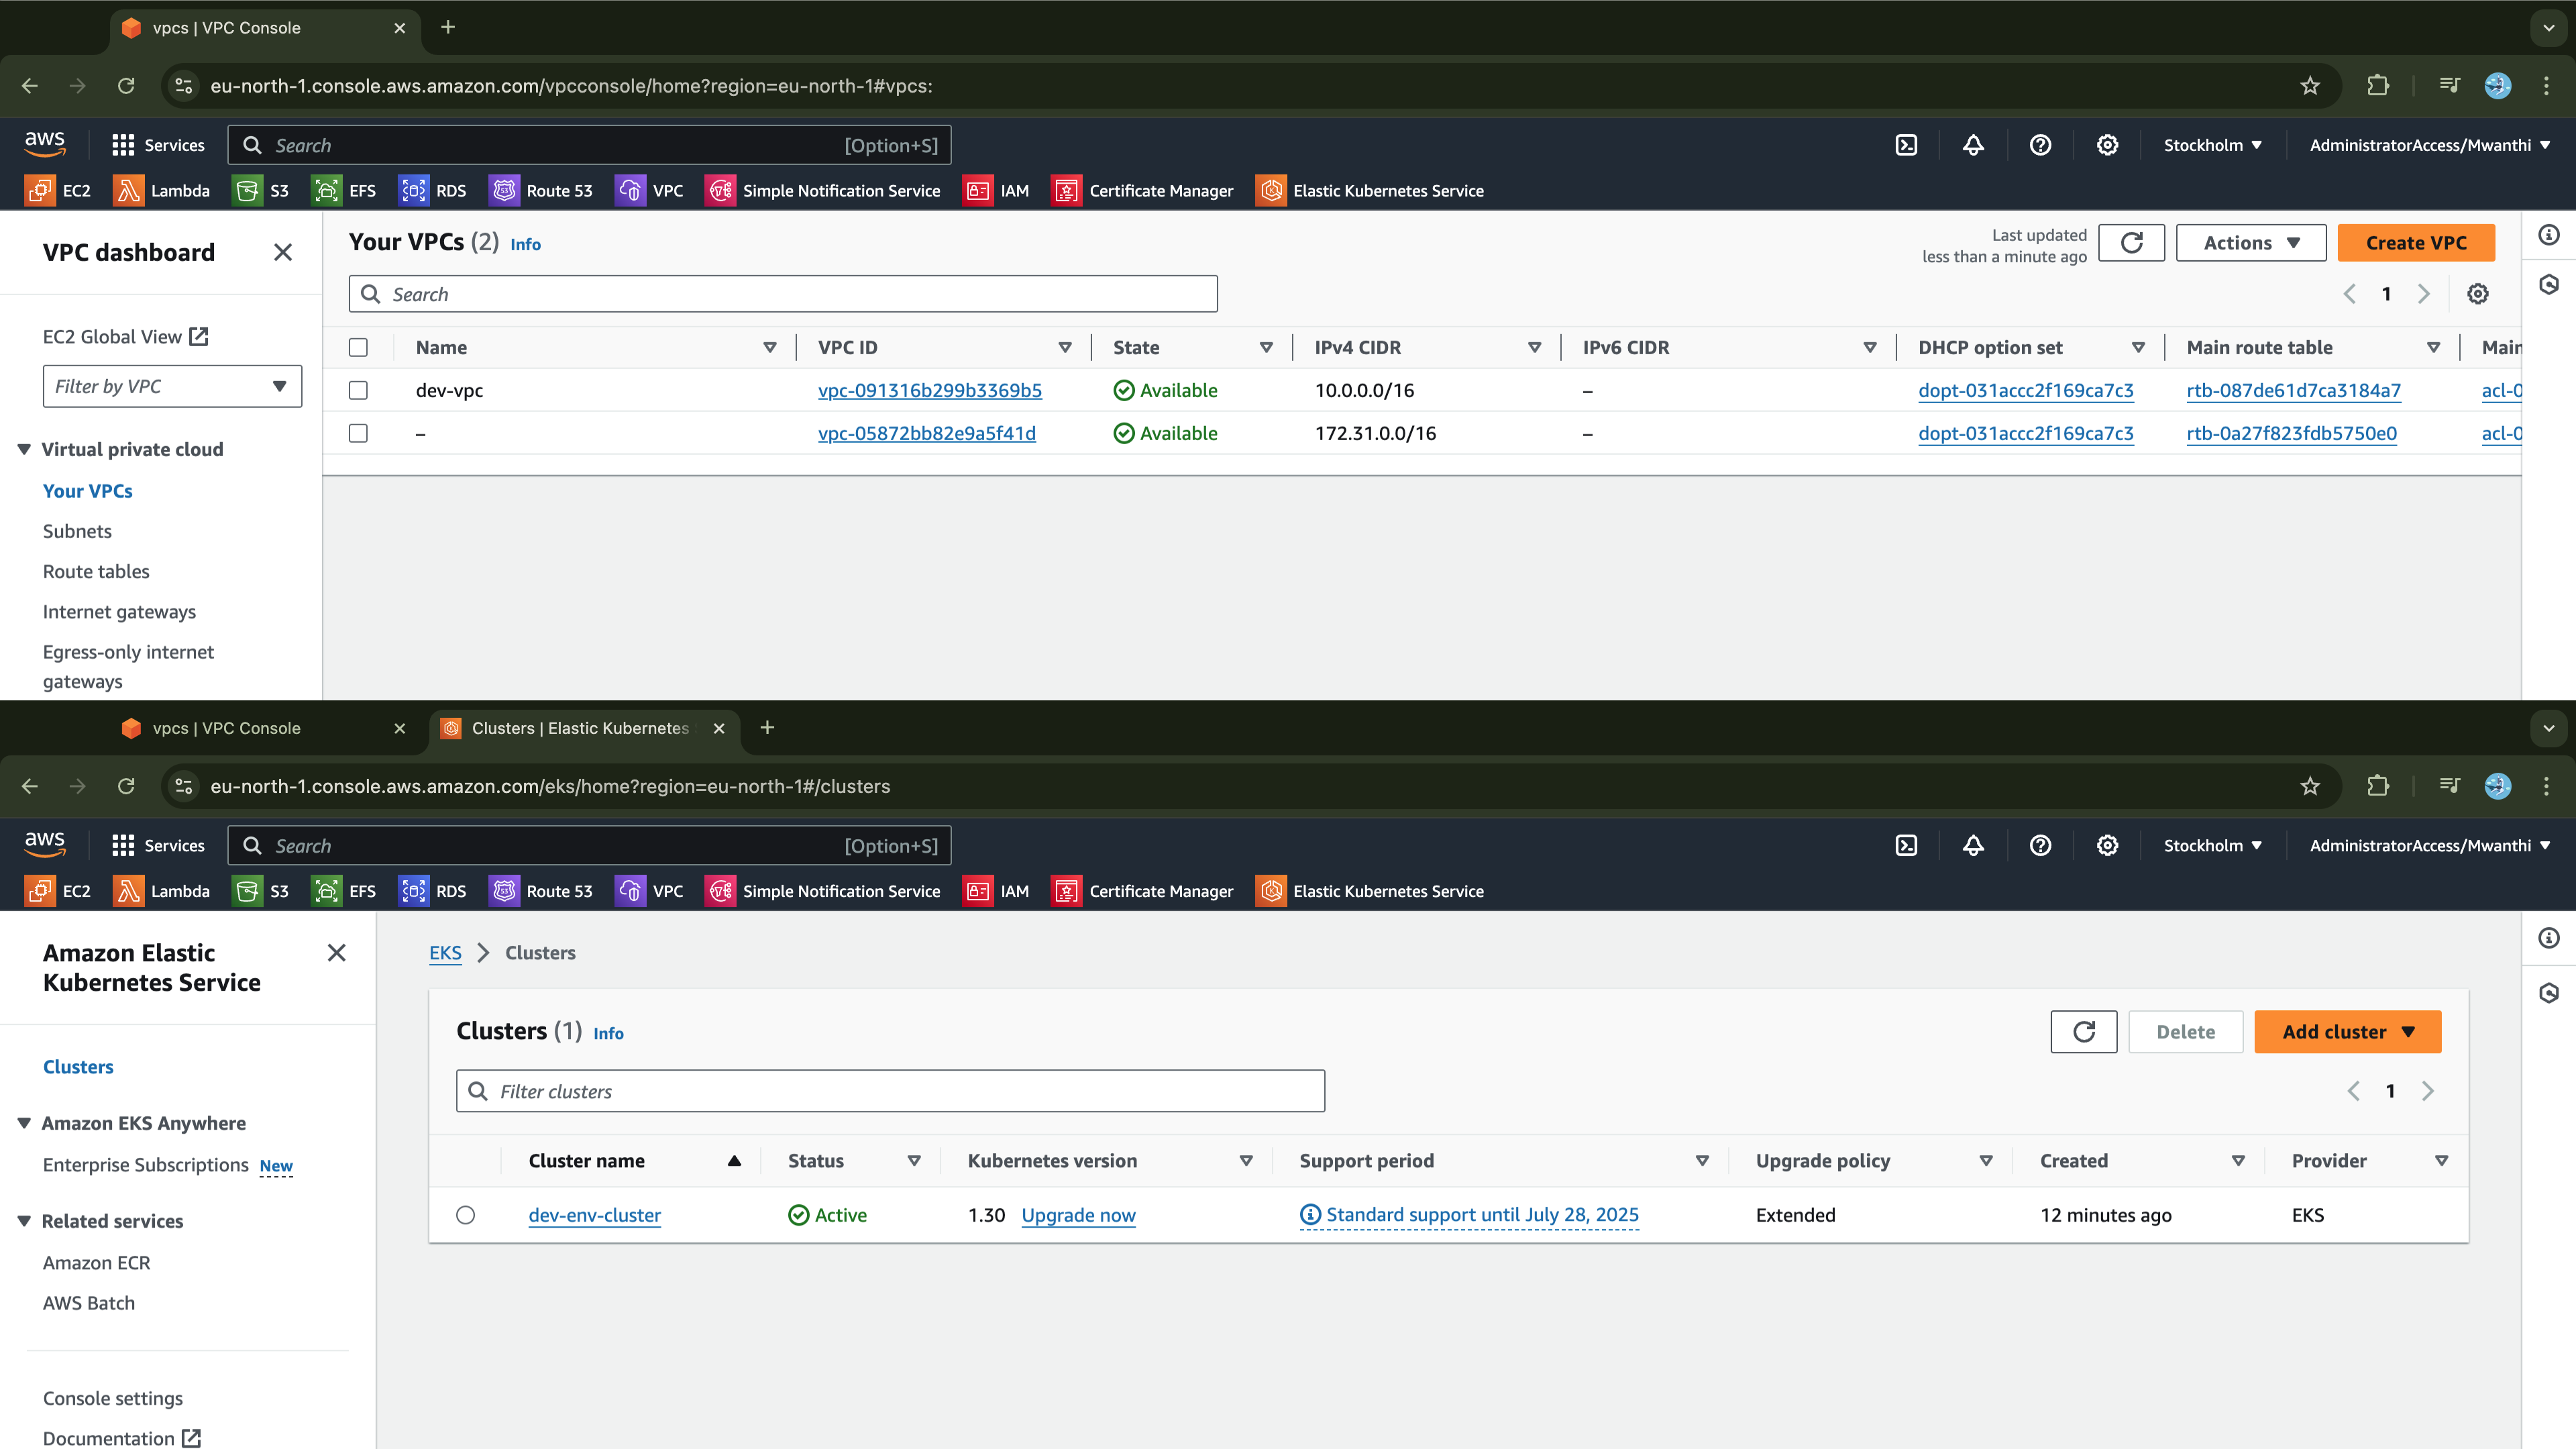 vpcs | VPC Console
eu-north-1.console.aws.amazon.com/vpcconsole/home?region=eu-north-1#vpcs:
aws Services Search [Option+S] Stockholm AdministratorAccess/Mwanthi
EC2 Lambda S3 EFS RDS Route 53 VPC Simple Notification Service IAM Certificate Manager Elastic Kubernetes Service
VPC dashboard
EC2 Global View
Filter by VPC
Virtual private cloud
Your VPCs
Subnets
Route tables
Internet gateways
Egress-only internet
gateways
Your VPCs (2) Info
Last updated
less than a minute ago
Actions Create VPC
Search
1
Name VPC ID State IPv4 CIDR IPv6 CIDR DHCP option set Main route table Main
dev-vpc vpc-091316b299b3369b5 Available 10.0.0.0/16 – dopt-031accc2f169ca7c3 rtb-087de61d7ca3184a7 acl-0
– vpc-05872bb82e9a5f41d Available 172.31.0.0/16 – dopt-031accc2f169ca7c3 rtb-0a27f823fdb5750e0 acl-0
vpcs | VPC Console Clusters | Elastic Kubernetes
eu-north-1.console.aws.amazon.com/eks/home?region=eu-north-1#/clusters
aws Services Search [Option+S] Stockholm AdministratorAccess/Mwanthi
EC2 Lambda S3 EFS RDS Route 53 VPC Simple Notification Service IAM Certificate Manager Elastic Kubernetes Service
Amazon Elastic
Kubernetes Service
Clusters
Amazon EKS Anywhere
Enterprise Subscriptions New
Related services
Amazon ECR
AWS Batch
Console settings
Documentation
EKS Clusters
Clusters (1) Info
Delete Add cluster
Filter clusters
1
Cluster name Status Kubernetes version Support period Upgrade policy Created Provider
dev-env-cluster Active 1.30 Upgrade now Standard support until July 28, 2025 Extended 12 minutes ago EKS